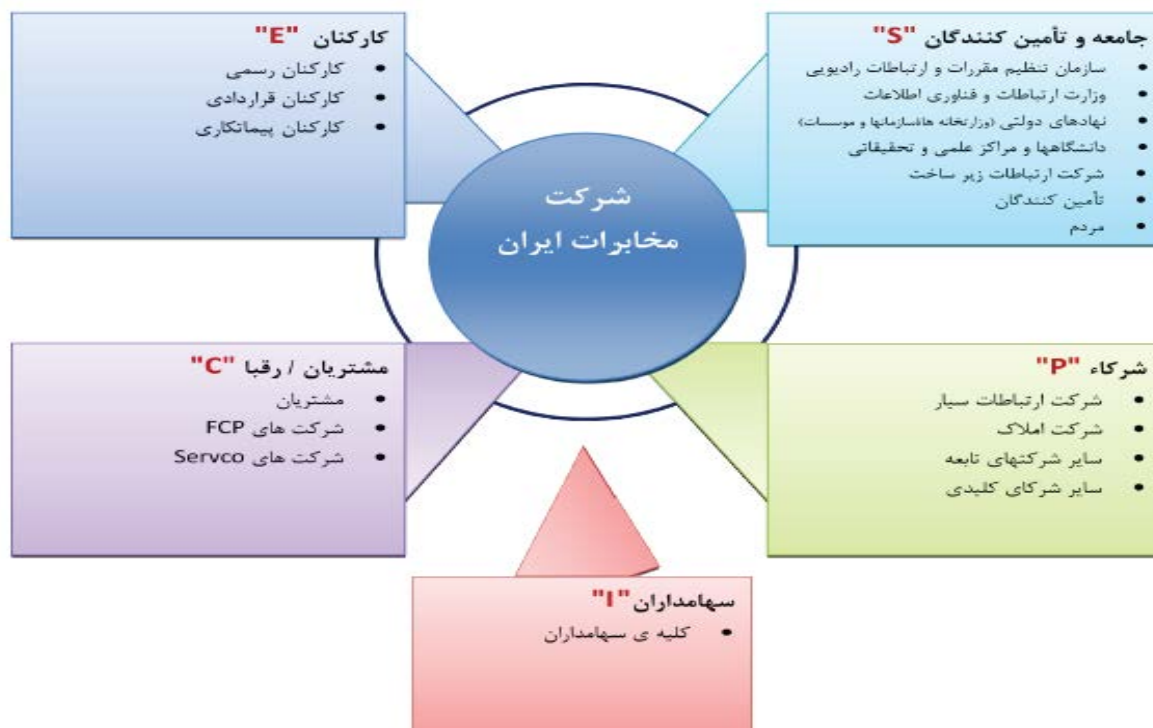 شرکت
مخابرات ایران
جامعه و تأمین کنندگان "S"
• سازمان تنظیم مقررات و ارتباطات رادیویی
• وزارت ارتباطات و فناوری اطلاعات
• نهادهای دولتی (وزارتخانه ها،سازمانها و موسسات)
• دانشگاهها و مراکز علمی و تحقیقاتی
• شرکت ارتباطات زیر ساخت
• تأمین کنندگان
• مردم
کارکنان "E"
• کارکنان رسمی
• کارکنان قراردادی
• کارکنان پیمانکاری
شرکاء "P"
• شرکت ارتباطات سیار
• شرکت املاک
• سایر شرکتهای تابعه
• سایر شرکای کلیدی
مشتریان / رقبا "C"
• مشتریان
• شرکت های FCP
• شرکت های Servco
سهامداران"I"
• کلیه ی سهامداران